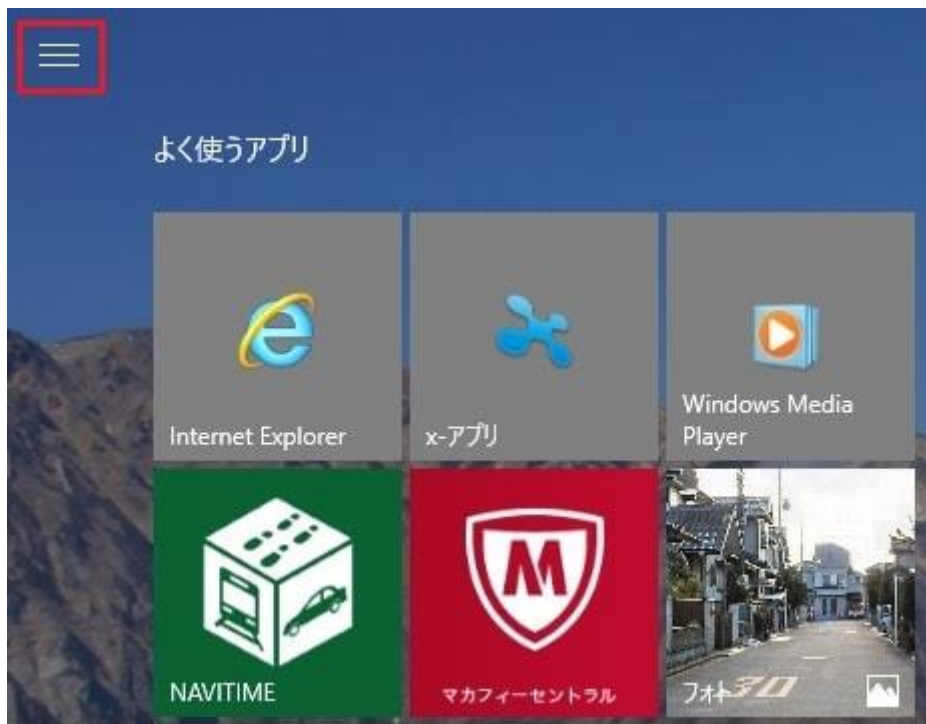 よく使うアプリ
Internet Explorer
x-アプリ
Windows Media
Player
NAVITIME
マカフィーセントラル
フォト
30